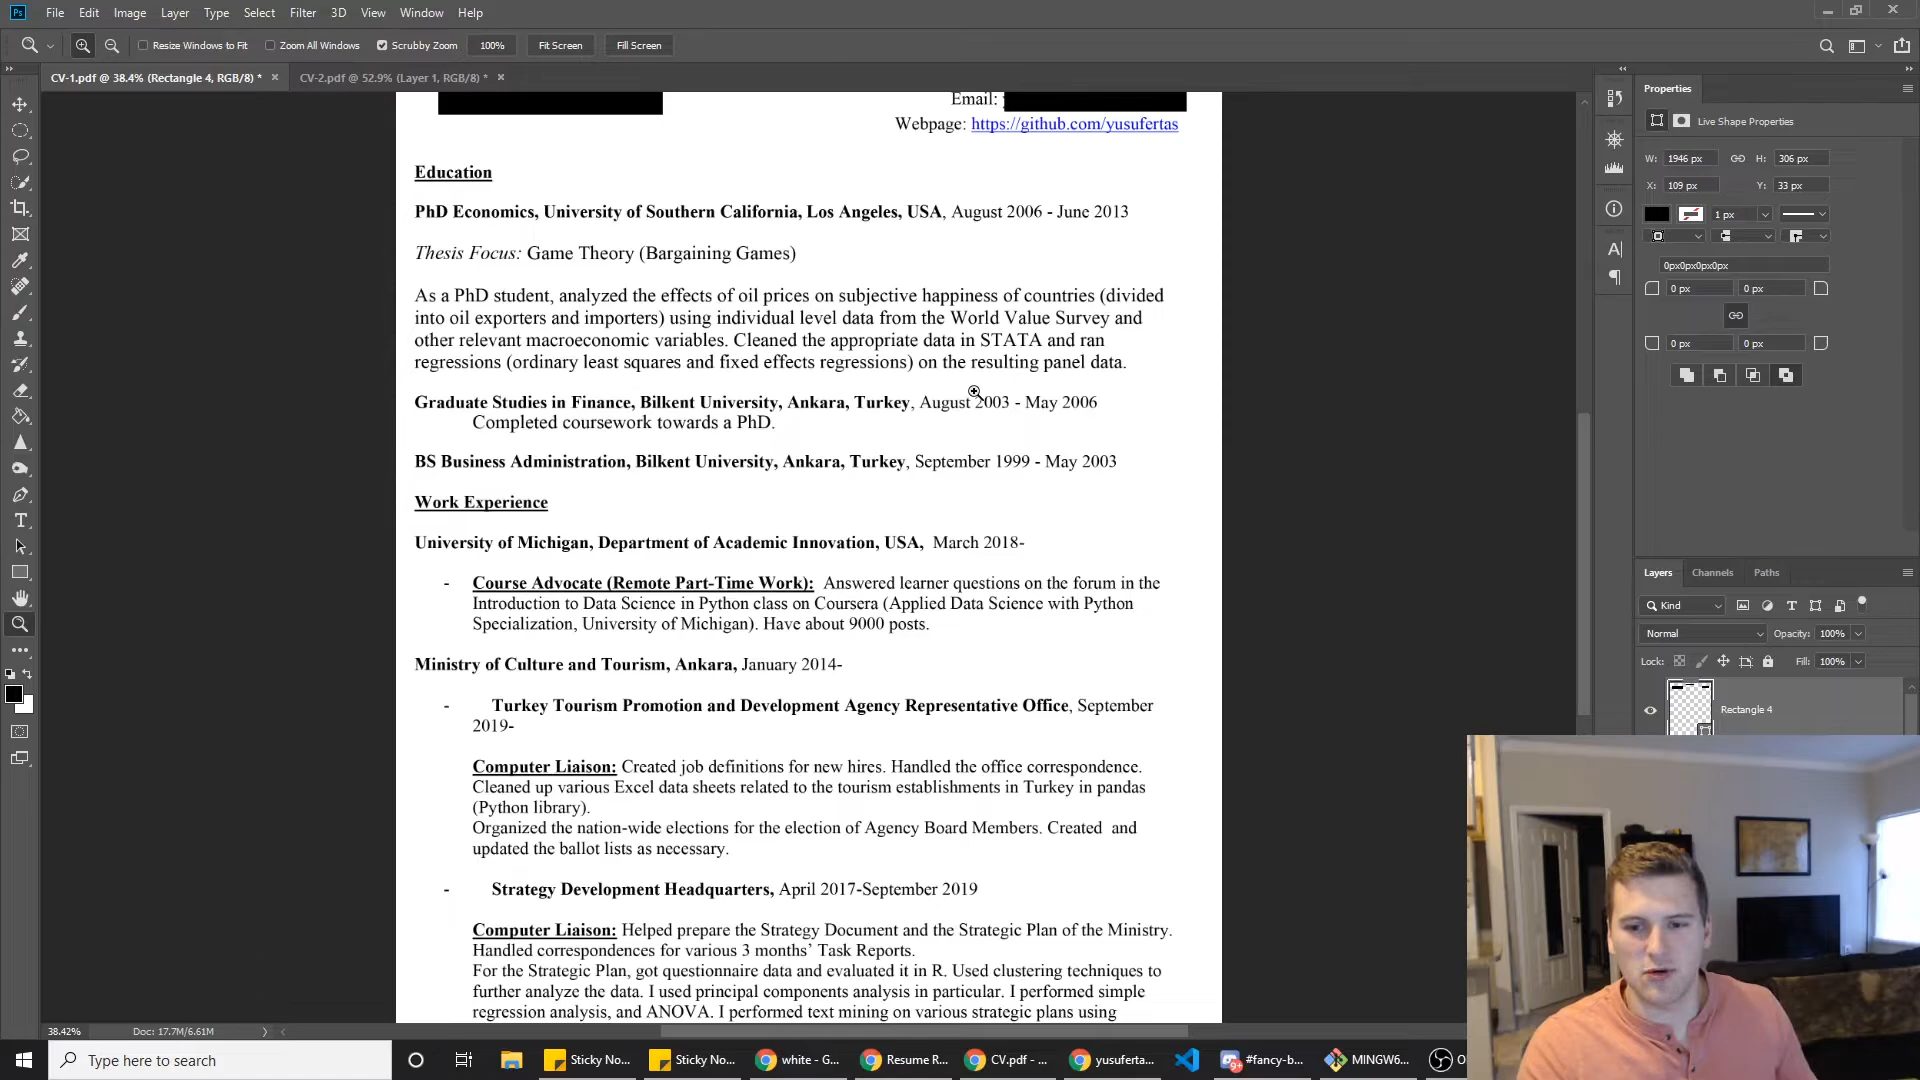 Ps File Edit Image Layer Type Select Filter 3D View Window Help
Resize Windows to Fit Zoom All Windows Scrubby Zoom 100% Fit Screen Fill Screen
CV-1.pdf @ 38.4% (Rectangle 4, RGB/8) * CV-2.pdf @ 52.9% (Layer 1, RGB/8) *
Email:
Webpage: https://github.com/yusufertas
Education
PhD Economics, University of Southern California, Los Angeles, USA, August 2006 - June 2013
Thesis Focus: Game Theory (Bargaining Games)
As a PhD student, analyzed the effects of oil prices on subjective happiness of countries (divided
into oil exporters and importers) using individual level data from the World Value Survey and
other relevant macroeconomic variables. Cleaned the appropriate data in STATA and ran
regressions (ordinary least squares and fixed effects regressions) on the resulting panel data.
Graduate Studies in Finance, Bilkent University, Ankara, Turkey, August 2003 - May 2006
Completed coursework towards a PhD.
BS Business Administration, Bilkent University, Ankara, Turkey, September 1999 - May 2003
Work Experience
University of Michigan, Department of Academic Innovation, USA, March 2018-
- Course Advocate (Remote Part-Time Work): Answered learner questions on the forum in the
Introduction to Data Science in Python class on Coursera (Applied Data Science with Python
Specialization, University of Michigan). Have about 9000 posts.
Ministry of Culture and Tourism, Ankara, January 2014-
- Turkey Tourism Promotion and Development Agency Representative Office, September
2019-
Computer Liaison: Created job definitions for new hires. Handled the office correspondence.
Cleaned up various Excel data sheets related to the tourism establishments in Turkey in pandas
(Python library).
Organized the nation-wide elections for the election of Agency Board Members. Created and
updated the ballot lists as necessary.
- Strategy Development Headquarters, April 2017-September 2019
Computer Liaison: Helped prepare the Strategy Document and the Strategic Plan of the Ministry.
Handled correspondences for various 3 months' Task Reports.
For the Strategic Plan, got questionnaire data and evaluated it in R. Used clustering techniques to
further analyze the data. I used principal components analysis in particular. I performed simple
regression analysis, and ANOVA. I performed text mining on various strategic plans using
Properties
Live Shape Properties
W: 1946 px H: 306 px
X: 109 px Y: 33 px
1 px
0px0px0px0px
0 px 0 px
0 px 0 px
Layers Channels Paths
Kind
Normal Opacity: 100%
Lock: Fill: 100%
Rectangle 4
38.42% Doc: 17.7M/6.61M
Type here to search
Sticky No... Sticky No... white - G... Resume R... CV.pdf - ... yusuferta... #fancy-b... MINGW6... O